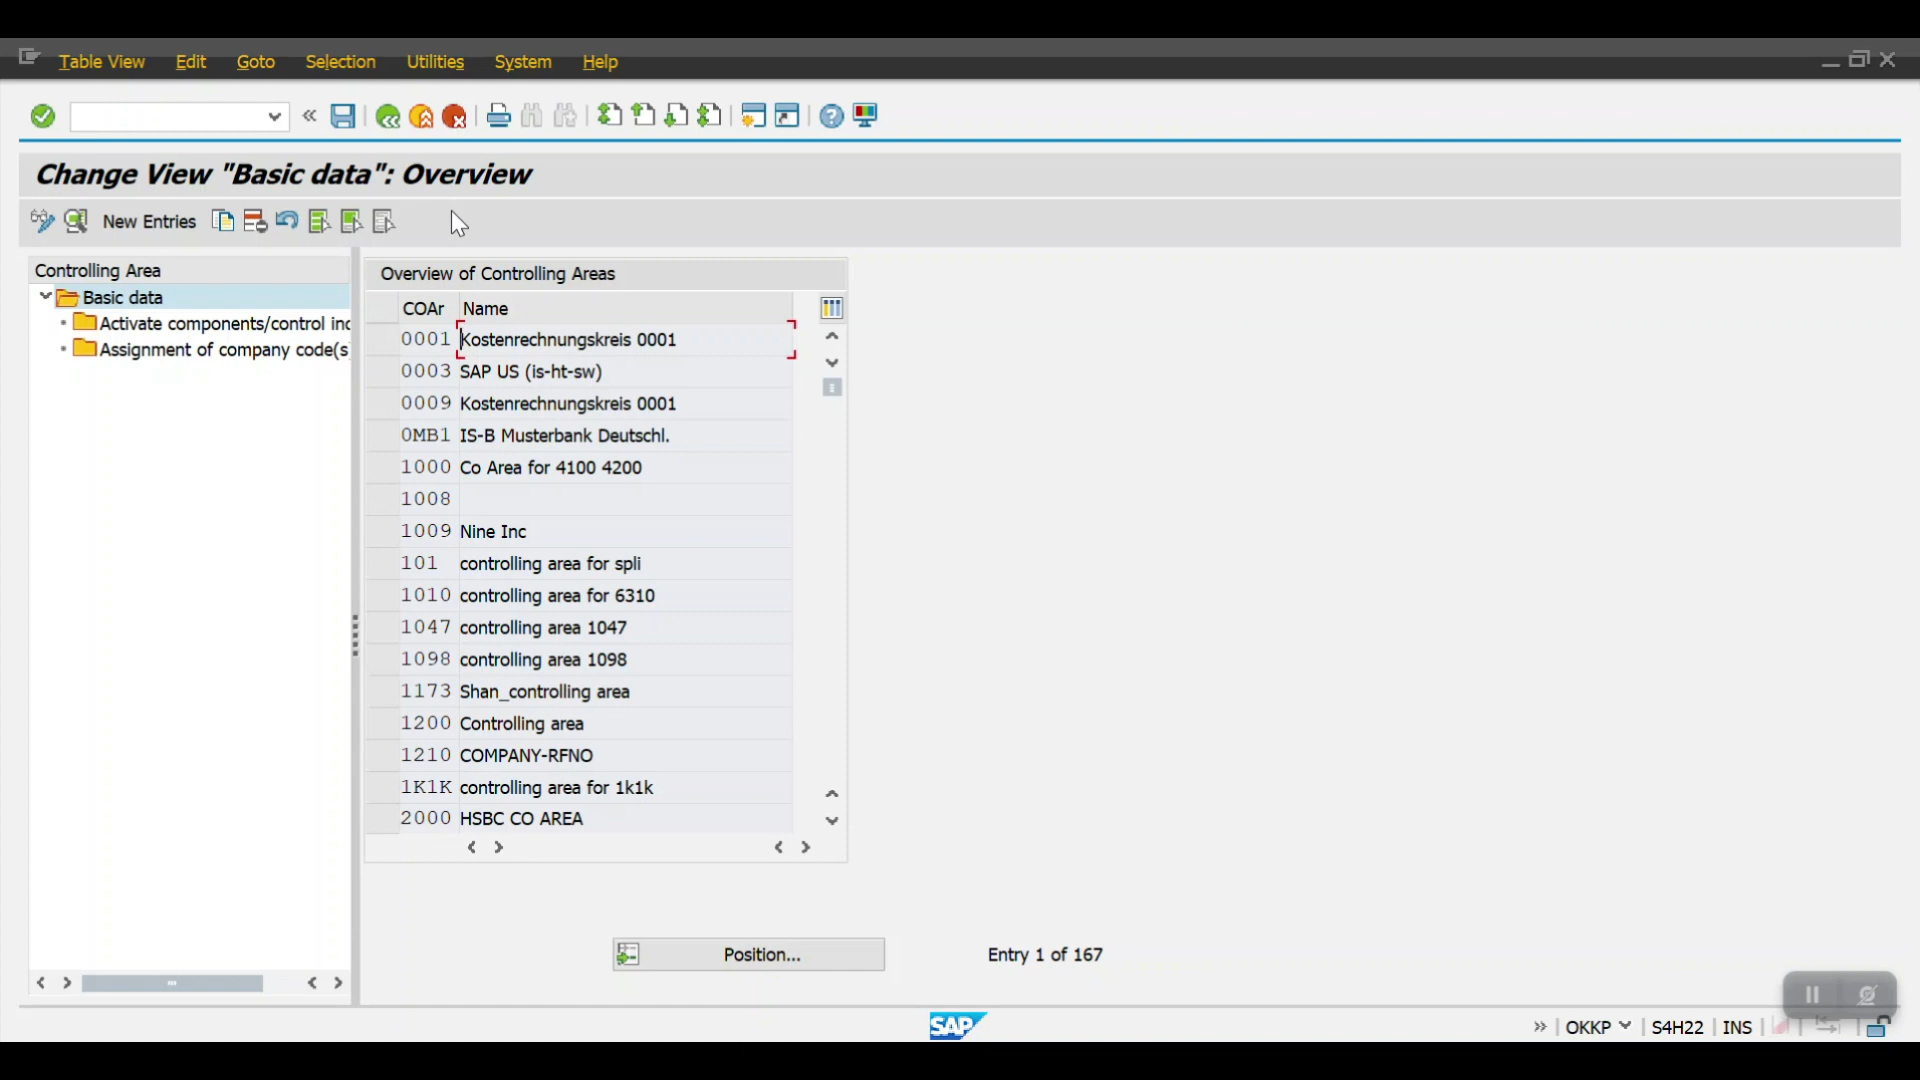 Table View Edit Goto Selection Utilities System Help
Change View "Basic data": Overview
New Entries
Controlling Area
Basic data
Activate components/control inc
Assignment of company code(s
Overview of Controlling Areas
COAr Name
0001 Kostenrechnungskreis 0001
0003 SAP US (is-ht-sw)
0009 Kostenrechnungskreis 0001
0MB1 IS-B Musterbank Deutschl.
1000 Co Area for 4100 4200
1008
1009 Nine Inc
101 controlling area for spli
1010 controlling area for 6310
1047 controlling area 1047
1098 controlling area 1098
1173 Shan_controlling area
1200 Controlling area
1210 COMPANY-RFNO
1K1K controlling area for 1k1k
2000 HSBC CO AREA
Position... Entry 1 of 167
SAP
OKKP S4H22 INS